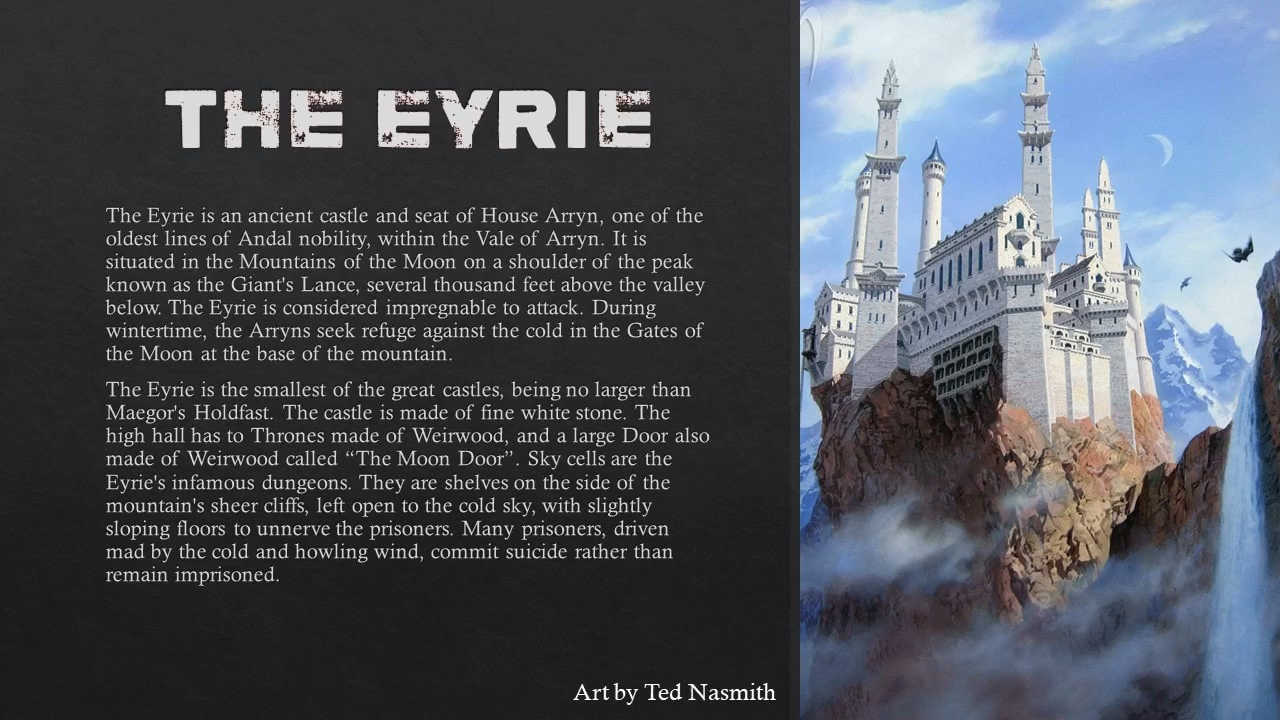 THE EYRIE
The Eyrie is an ancient castle and seat of House Arryn, one of the
oldest lines of Andal nobility, within the Vale of Arryn. It is
situated in the Mountains of the Moon on a shoulder of the peak
known as the Giant's Lance, several thousand feet above the valley
below. The Eyrie is considered impregnable to attack. During
wintertime, the Arryns seek refuge against the cold in the Gates of
the Moon at the base of the mountain.
The Eyrie is the smallest of the great castles, being no larger than
Maegor's Holdfast. The castle is made of fine white stone. The
high hall has to Thrones made of Weirwood, and a large Door also
made of Weirwood called “The Moon Door”. Sky cells are the
Eyrie's infamous dungeons. They are shelves on the side of the
mountain's sheer cliffs, left open to the cold sky, with slightly
sloping floors to unnerve the prisoners. Many prisoners, driven
mad by the cold and howling wind, commit suicide rather than
remain imprisoned.
Art by Ted Nasmith